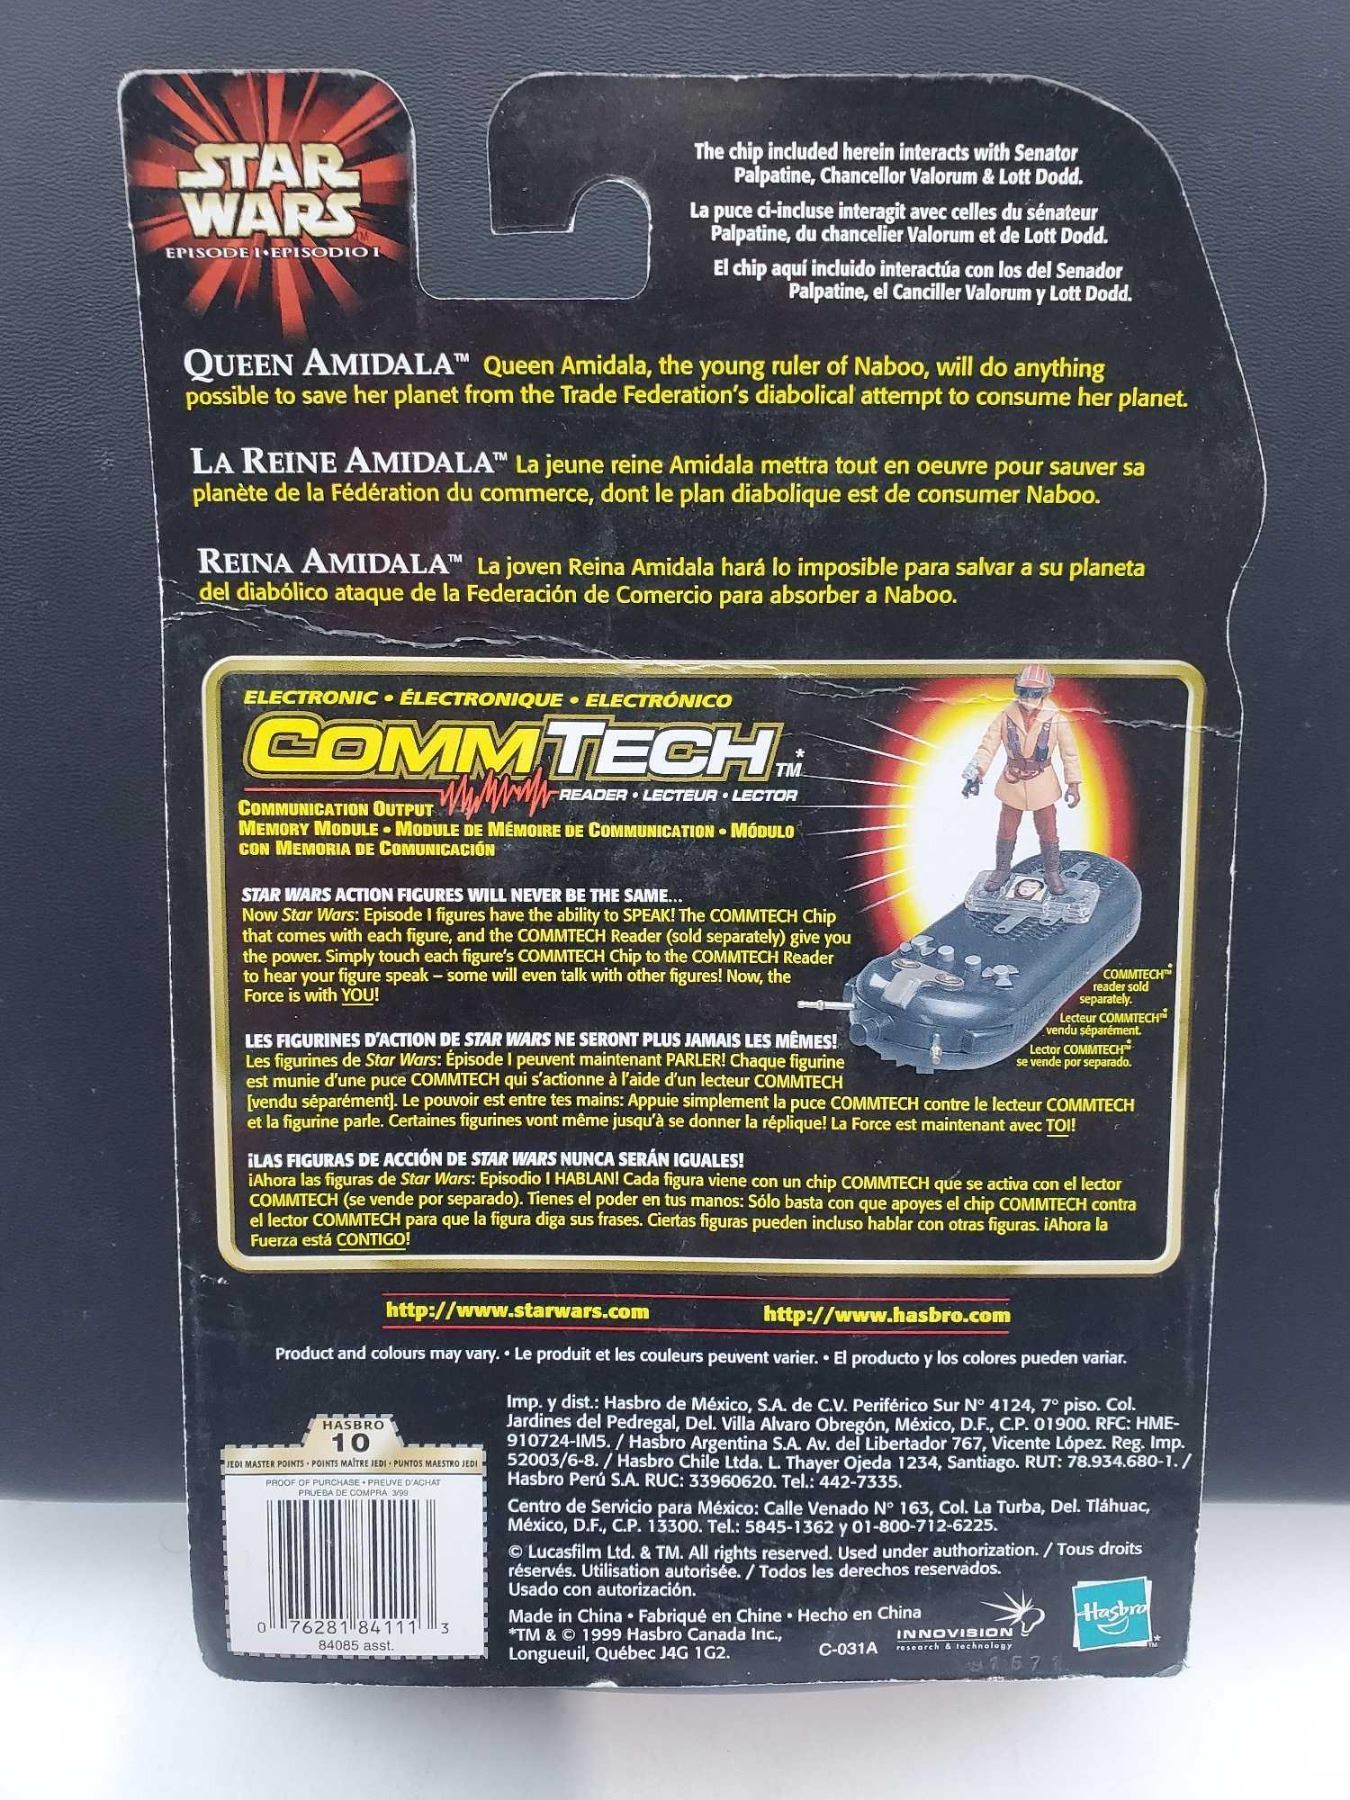 STAR
WARS
TM
EPISODE I • EPISODIO I
The chip included herein interacts with Senator
Palpatine, Chancellor Valorum & Lott Dodd.
La puce ci-incluse interagit avec celles du sénateur
Palpatine, du chancelier Valorum et de Lott Dodd.
El chip aquí incluido interactúa con los del Senador
Palpatine, el Canciller Valorum y Lott Dodd.
QUEEN AMIDALA™ Queen Amidala, the young ruler of Naboo, will do anything
possible to save her planet from the Trade Federation's diabolical attempt to consume her planet.
LA REINE AMIDALA™ La jeune reine Amidala mettra tout en oeuvre pour sauver sa
planète de la Fédération du commerce, dont le plan diabolique est de consumer Naboo.
REINA AMIDALA™ La joven Reina Amidala hará lo imposible para salvar a su planeta
del diabólico ataque de la Federación de Comercio para absorber a Naboo.
ELECTRONIC • ÉLECTRONIQUE • ELECTRÓNICO
COMMTECH TM*
READER • LECTEUR • LECTOR
COMMUNICATION OUTPUT
MEMORY MODULE • MODULE DE MÉMOIRE DE COMMUNICATION • MÓDULO
CON MEMORIA DE COMUNICACIÓN
STAR WARS ACTION FIGURES WILL NEVER BE THE SAME...
Now Star Wars: Episode I figures have the ability to SPEAK! The COMMTECH Chip
that comes with each figure, and the COMMTECH Reader (sold separately) give you
the power. Simply touch each figure's COMMTECH Chip to the COMMTECH Reader
to hear your figure speak – some will even talk with other figures! Now, the
Force is with YOU!
COMMTECH™*
reader sold
separately.
Lecteur COMMTECH™*
vendu séparément.
Lector COMMTECH™*
se vende por separado.
LES FIGURINES D'ACTION DE STAR WARS NE SERONT PLUS JAMAIS LES MÊMES!
Les figurines de Star Wars: Épisode I peuvent maintenant PARLER! Chaque figurine
est munie d'une puce COMMTECH qui s'actionne à l'aide d'un lecteur COMMTECH
[vendu séparément]. Le pouvoir est entre tes mains: Appuie simplement la puce COMMTECH contre le lecteur COMMTECH
et la figurine parle. Certaines figurines vont même jusqu'à se donner la réplique! La Force est maintenant avec TOI!
¡LAS FIGURAS DE ACCIÓN DE STAR WARS NUNCA SERÁN IGUALES!
¡Ahora las figuras de Star Wars: Episodio I HABLAN! Cada figura viene con un chip COMMTECH que se activa con el lector
COMMTECH (se vende por separado). Tienes el poder en tus manos: Sólo basta con que apoyes el chip COMMTECH contra
el lector COMMTECH para que la figura diga sus frases. Ciertas figuras pueden incluso hablar con otras figuras. ¡Ahora la
Fuerza está CONTIGO!
http://www.starwars.com http://www.hasbro.com
Product and colours may vary. • Le produit et les couleurs peuvent varier. • El producto y los colores pueden variar.
HASBRO
10
JEDI MASTER POINTS • POINTS MAÎTRE JEDI • PUNTOS MAESTRO JEDI
PROOF OF PURCHASE • PREUVE D'ACHAT
PRUEBA DE COMPRA 3/99
0 76281 84111 3
84085 asst.
Imp. y dist.: Hasbro de México, S.A. de C.V. Periférico Sur N° 4124, 7° piso. Col.
Jardines del Pedregal, Del. Villa Alvaro Obregón, México, D.F., C.P. 01900. RFC: HME-
910724-IM5. / Hasbro Argentina S.A. Av. del Libertador 767, Vicente López. Reg. Imp.
52003/6-8. / Hasbro Chile Ltda. L. Thayer Ojeda 1234, Santiago. RUT: 78.934.680-1. /
Hasbro Perú S.A. RUC: 33960620. Tel.: 442-7335.
Centro de Servicio para México: Calle Venado N° 163, Col. La Turba, Del. Tláhuac,
México, D.F., C.P. 13300. Tel.: 5845-1362 y 01-800-712-6225.
© Lucasfilm Ltd. & TM. All rights reserved. Used under authorization. / Tous droits
réservés. Utilisation autorisée. / Todos les derechos reservados.
Usado con autorización.
Made in China • Fabriqué en Chine • Hecho en China
*TM & © 1999 Hasbro Canada Inc.,
Longueuil, Québec J4G 1G2.
C-031A
INNOVISION
research & technology
Hasbro
TM*